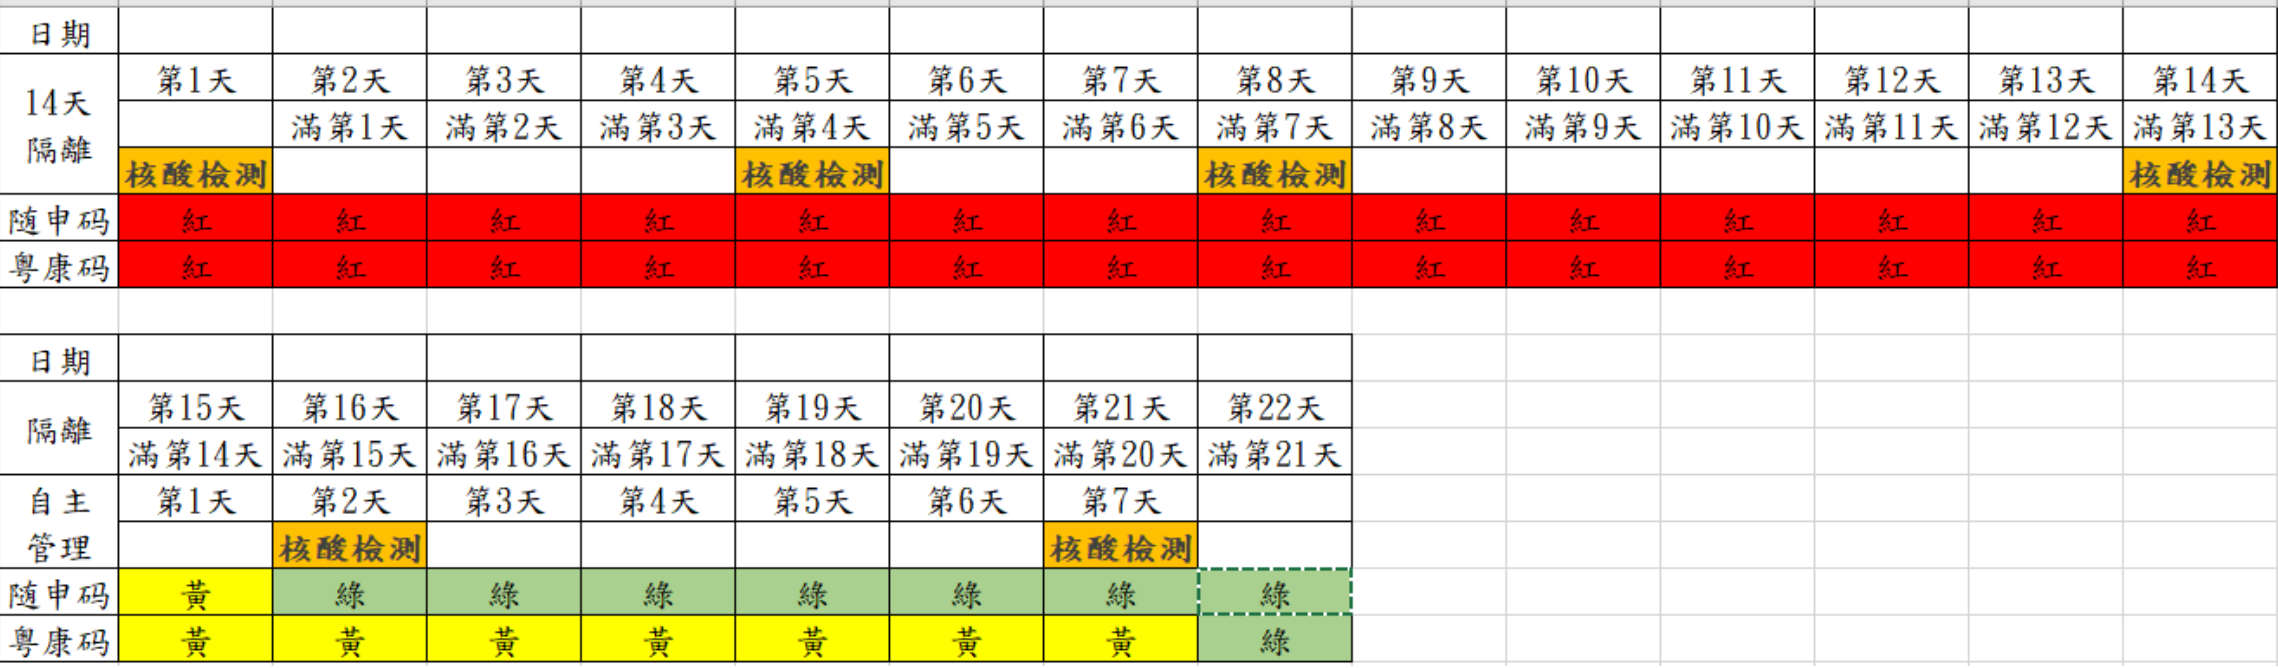 日期
第1天 第2天 第3天 第4天 第5天 第6天 第7天 第8天 第9天 第10天 第11天 第12天 第13天 第14天
14天
滿第1天 滿第2天 滿第3天 滿第4天 滿第5天 滿第6天 滿第7天 滿第8天 滿第9天 滿第10天 滿第11天 滿第12天 滿第13天
隔離
核酸檢測 核酸檢測 核酸檢測 核酸檢測
随申码 紅 紅 紅 紅 紅 紅 紅 紅 紅 紅 紅 紅 紅 紅
粤康码 紅 紅 紅 紅 紅 紅 紅 紅 紅 紅 紅 紅 紅 紅
日期
第15天 第16天 第17天 第18天 第19天 第20天 第21天 第22天
隔離
滿第14天 滿第15天 滿第16天 滿第17天 滿第18天 滿第19天 滿第20天 滿第21天
自主 第1天 第2天 第3天 第4天 第5天 第6天 第7天
管理 核酸檢測 核酸檢測
随申码 黃 綠 綠 綠 綠 綠 綠 綠
粤康码 黃 黃 黃 黃 黃 黃 黃 綠